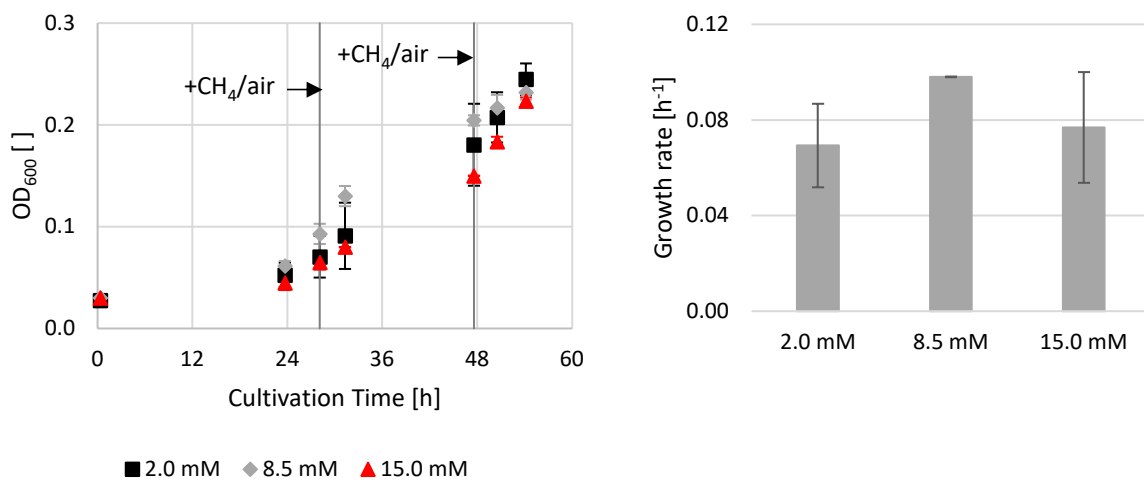 0.3
0.2
0.1
0.0
OD₆₀₀ [ ]
+CH₄/air
+CH₄/air
0 24 36 48 60
Cultivation Time [h]
2.0 mM 8.5 mM 15.0 mM
0.12
0.08
0.04
0.00
Growth rate [h⁻¹]
2.0 mM 8.5 mM 15.0 mM